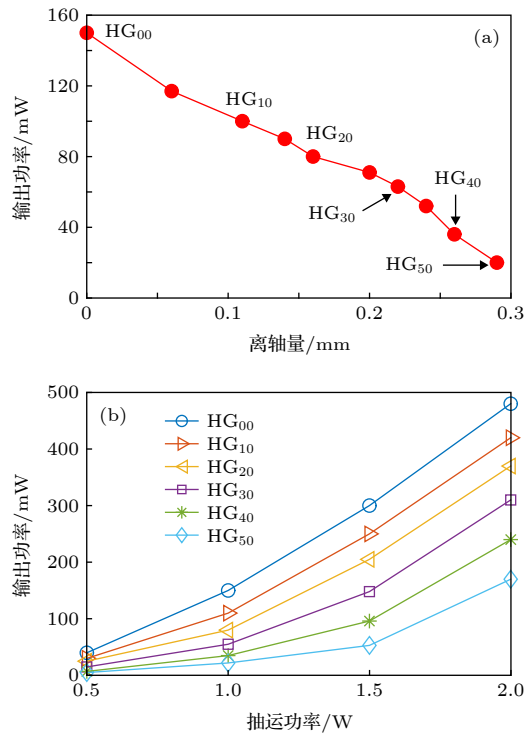 160
HG₀₀
(a)
120
HG₁₀
80
HG₂₀
HG₄₀
HG₃₀
40
HG₅₀
0
0
0.1
0.2
0.3
输出功率/mW
离轴量/mm
500
(b)
HG₀₀
400
HG₁₀
HG₂₀
300
HG₃₀
HG₄₀
HG₅₀
200
100
0
0.5
1.0
1.5
2.0
输出功率/mW
抽运功率/W